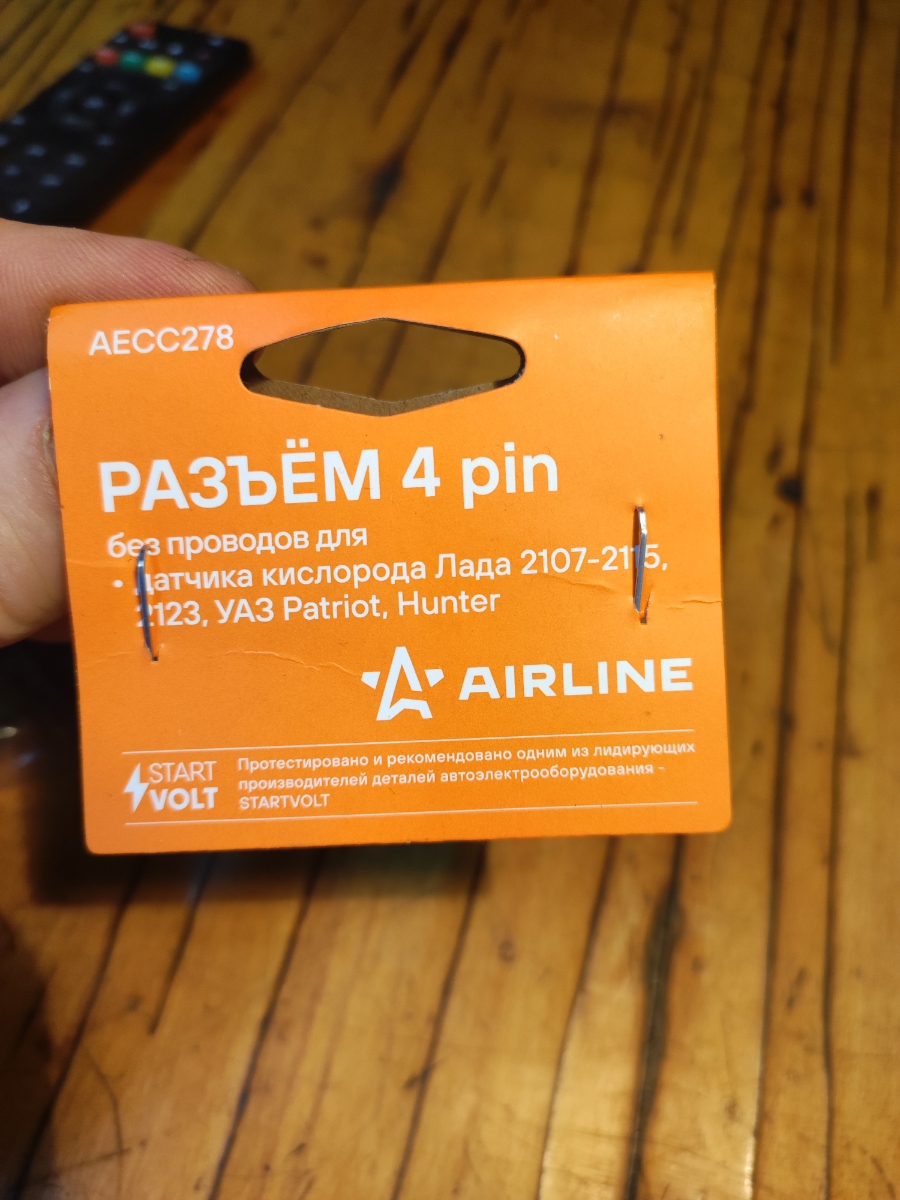 AECC278
РАЗЪЁМ 4 pin
без проводов для
• датчика кислорода Лада 2107-2115,
2123, УАЗ Patriot, Hunter
AIRLINE
START
VOLT
Протестировано и рекомендовано одним из лидирующих
производителей деталей автоэлектрооборудования -
STARTVOLT